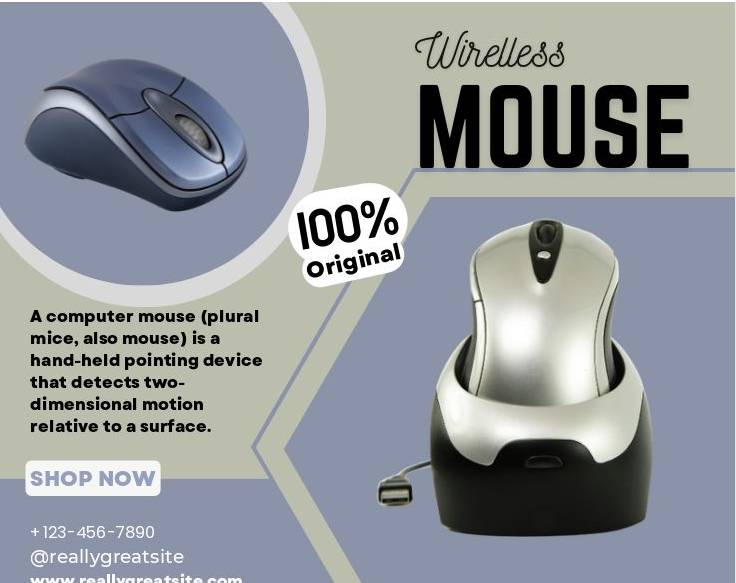 Wirelless
MOUSE
100%
Original
A computer mouse (plural
mice, also mouse) is a
hand-held pointing device
that detects two-
dimensional motion
relative to a surface.
SHOP NOW
+123-456-7890
@reallygreatsite
www.reallygreatsite.com